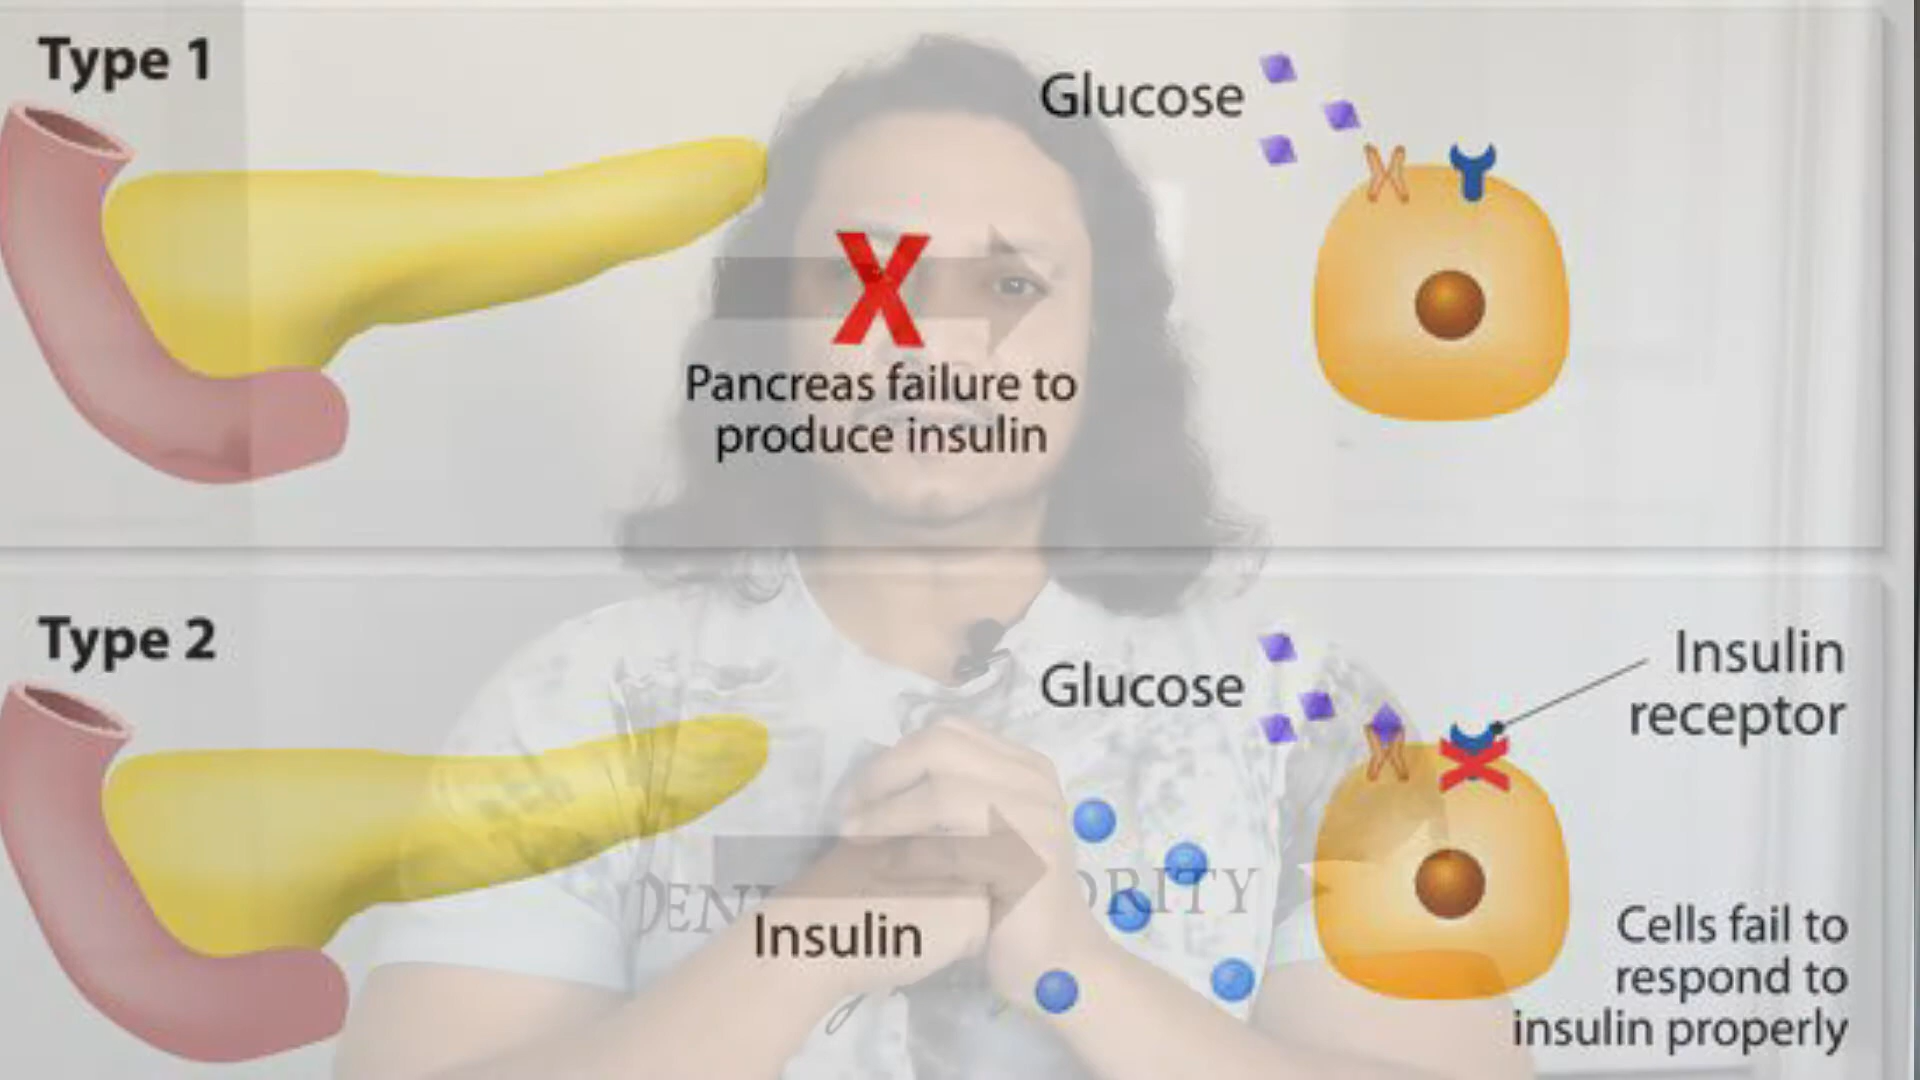 Type 1
Glucose
Pancreas failure to
produce insulin
Type 2
Glucose
Insulin
receptor
Insulin
Cells fail to
respond to
insulin properly